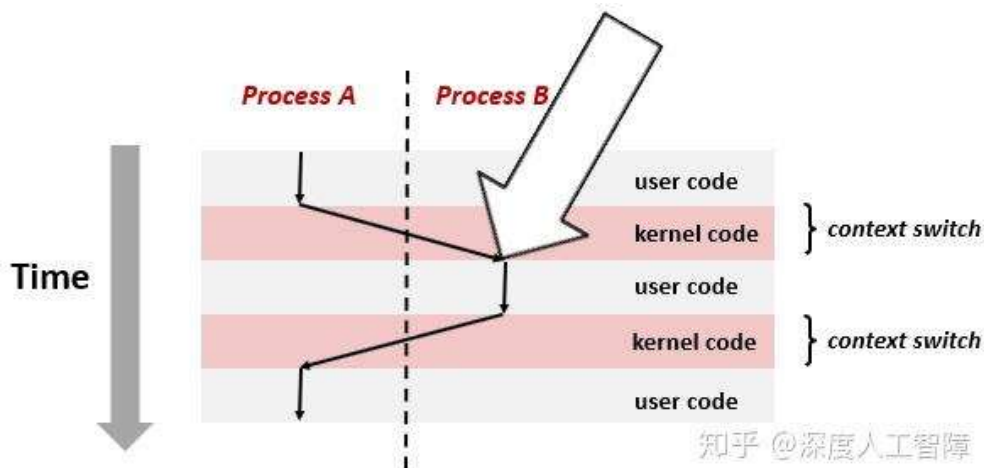 Process A
Process B
user code
kernel code
context switch
Time
user code
kernel code
context switch
user code
知乎 @深度人工智障